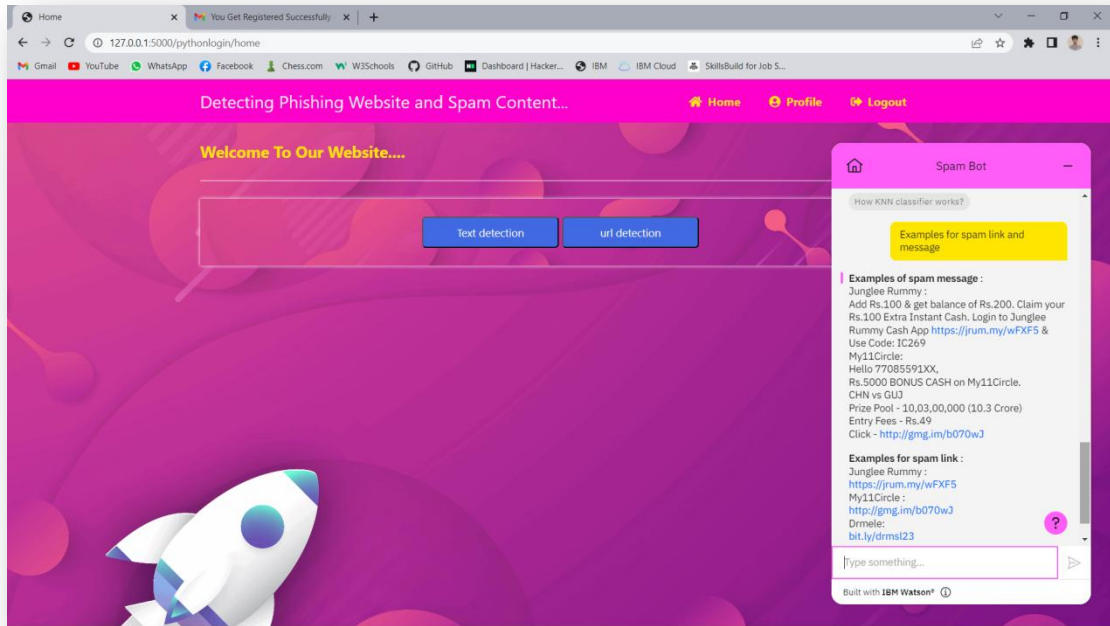 Home
You Get Registered Successfully
127.0.0.1:5000/pythonlogin/home
Gmail YouTube WhatsApp Facebook Chess.com W3Schools GitHub Dashboard | Hacker... IBM IBM Cloud SkillsBuild for Job S...
Detecting Phishing Website and Spam Content...
Home Profile Logout
Welcome To Our Website....
Text detection url detection
Spam Bot
How KNN classifier works?
Examples for spam link and
message
Examples of spam message :
Junglee Rummy :
Add Rs.100 & get balance of Rs.200. Claim your
Rs.100 Extra Instant Cash. Login to Junglee
Rummy Cash App https://jrum.my/wFXF5 &
Use Code: IC269
My11Circle:
Hello 77085591XX,
Rs.5000 BONUS CASH on My11Circle.
CHN vs GUJ
Prize Pool - 10,03,00,000 (10.3 Crore)
Entry Fees - Rs.49
Click - http://gmg.im/b070wJ
Examples for spam link :
Junglee Rummy :
https://jrum.my/wFXF5
My11Circle :
http://gmg.im/b070wJ
Drmele:
bit.ly/drmsl23
?
Type something...
Built with IBM Watson®